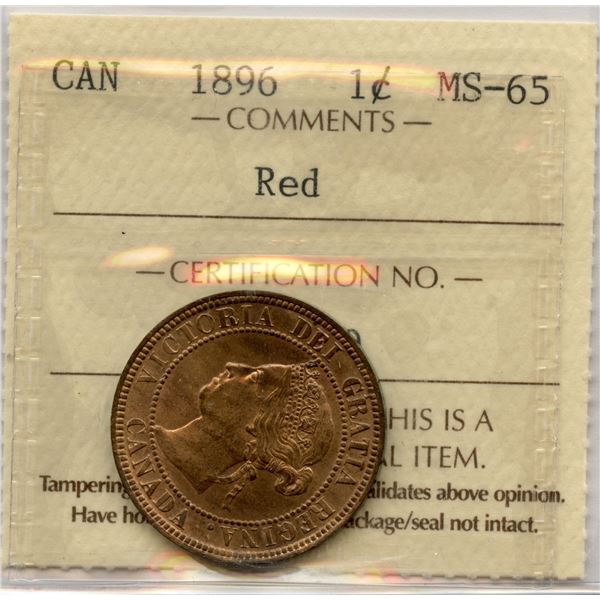 CAN 1896 1¢ MS-65
— COMMENTS —
Red
— CERTIFICATION NO. —
VICTORIA DEI GRATIA REGINA.
CANADA
HIS IS A
AL ITEM.
Tampering alidates above opinion.
Have ho ackage/seal not intact.